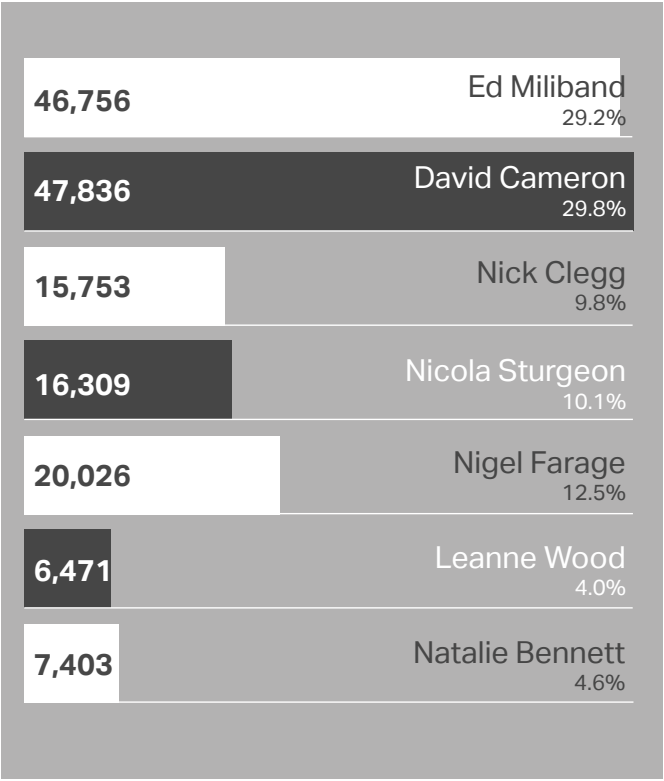 46,756
Ed Miliband
29.2%
47,836
David Cameron
29.8%
15,753
Nick Clegg
9.8%
16,309
Nicola Sturgeon
10.1%
20,026
Nigel Farage
12.5%
6,471
Leanne Wood
4.0%
7,403
Natalie Bennett
4.6%